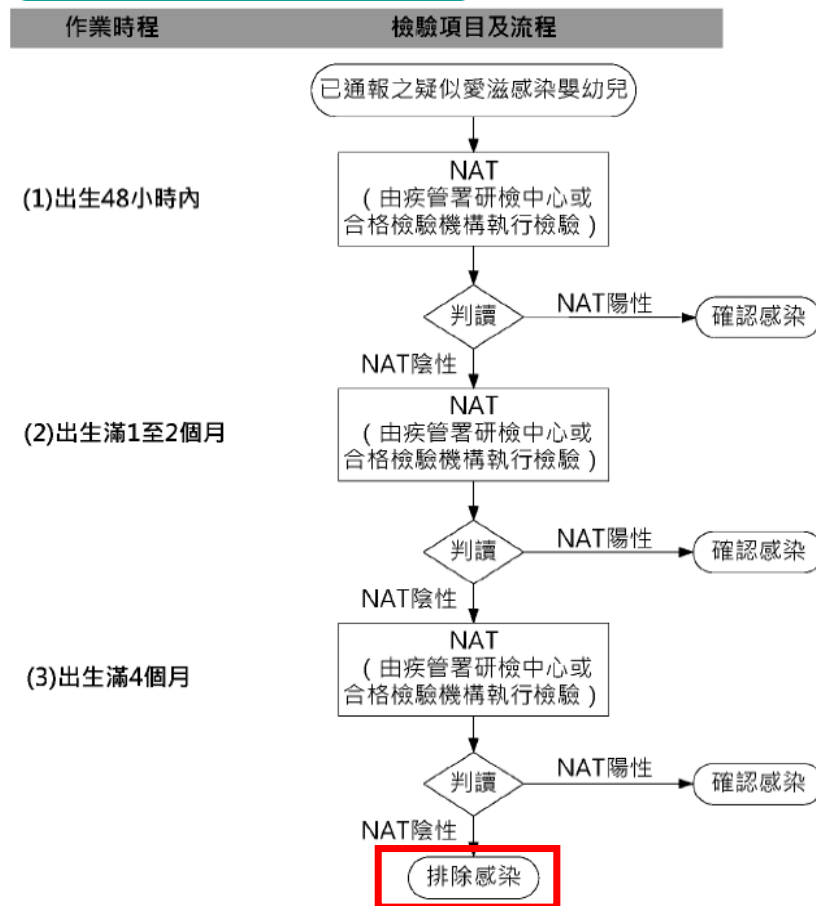 作業時程
檢驗項目及流程
已通報之疑似愛滋感染嬰幼兒
(1)出生48小時內
NAT
(由疾管署研檢中心或
合格檢驗機構執行檢驗)
判讀
NAT陽性
確認感染
NAT陰性
(2)出生滿1至2個月
NAT
(由疾管署研檢中心或
合格檢驗機構執行檢驗)
判讀
NAT陽性
確認感染
NAT陰性
(3)出生滿4個月
NAT
(由疾管署研檢中心或
合格檢驗機構執行檢驗)
判讀
NAT陽性
確認感染
NAT陰性
排除感染